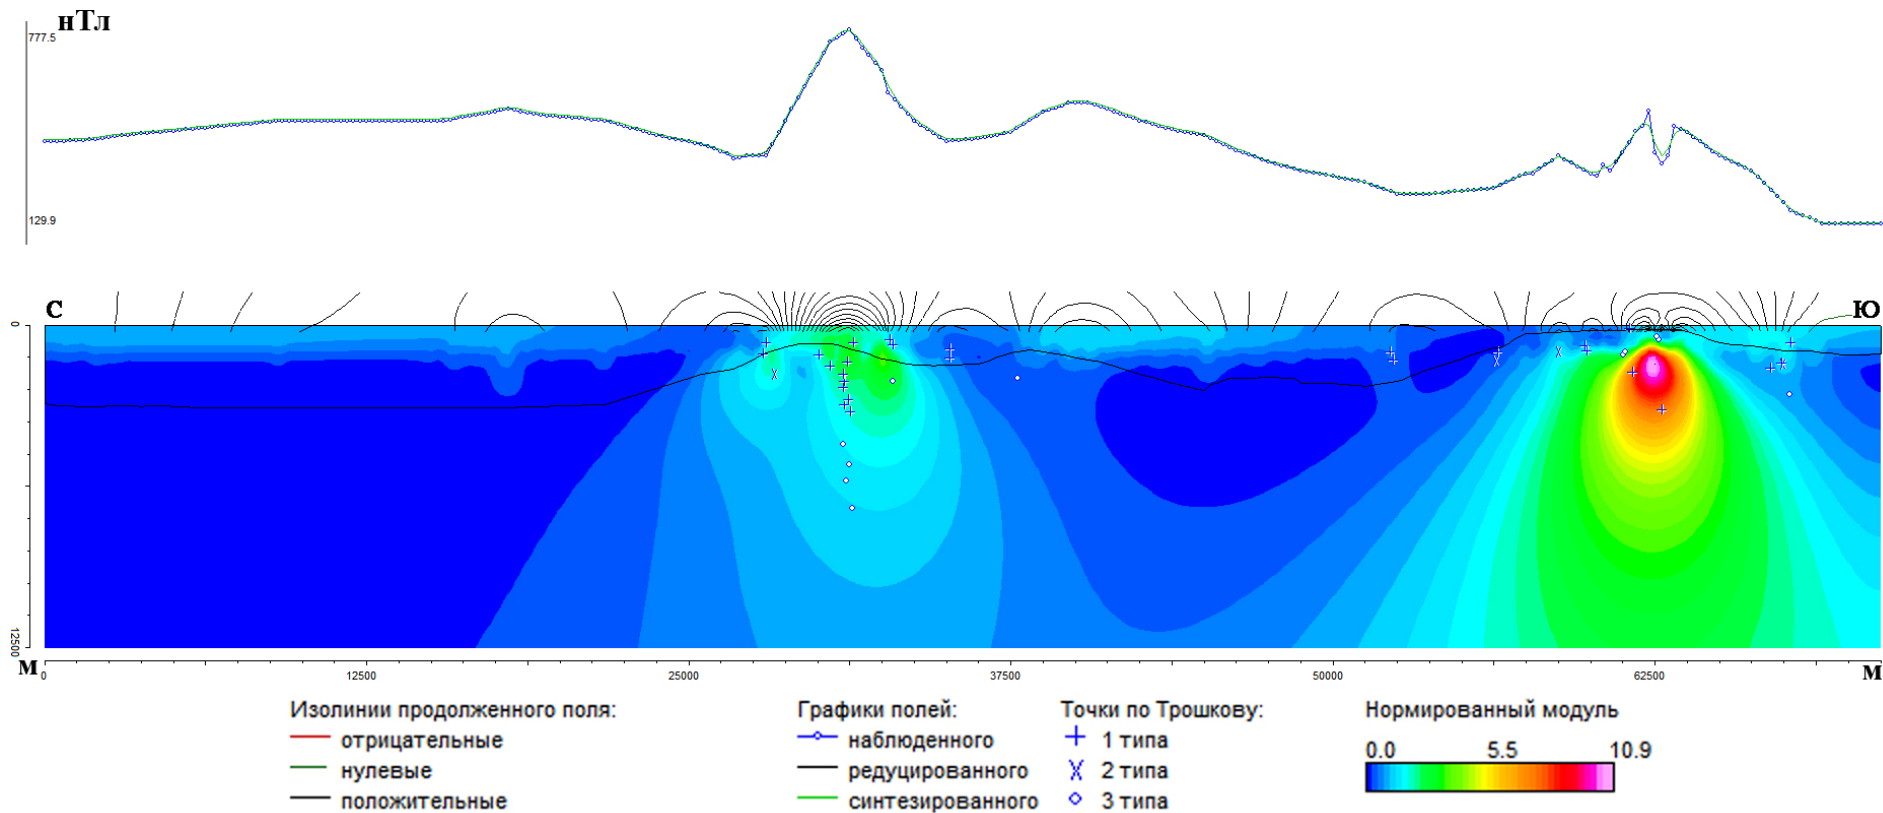 нТл
777.5
129.9
С
Ю
0
12500
м
0
12500
25000
37500
50000
62500
м
Изолинии продолженного поля:
отрицательные
нулевые
положительные
Графики полей:
наблюденного
редуцированного
синтезированного
Точки по Трошкову:
1 типа
2 типа
3 типа
Нормированный модуль
0.0 5.5 10.9